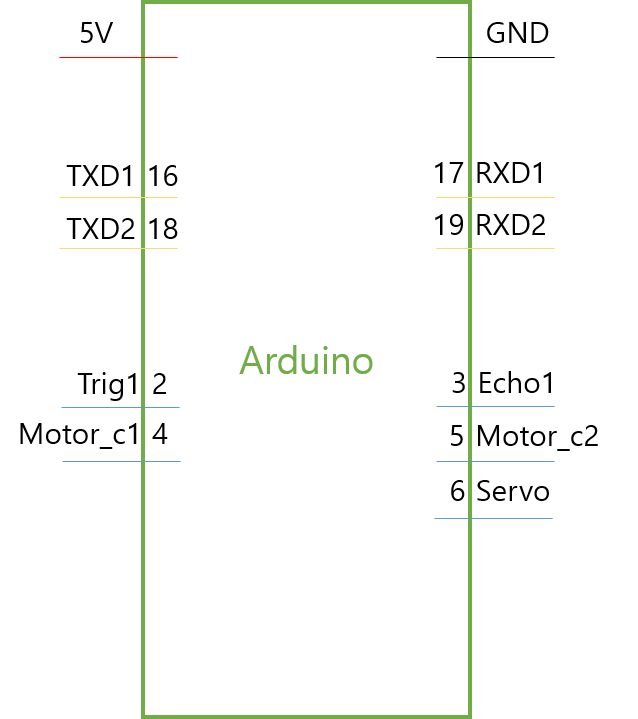 5V GND
TXD1 16 17 RXD1
TXD2 18 19 RXD2
Arduino
Trig1 2 3 Echo1
Motor_c1 4 5 Motor_c2
6 Servo